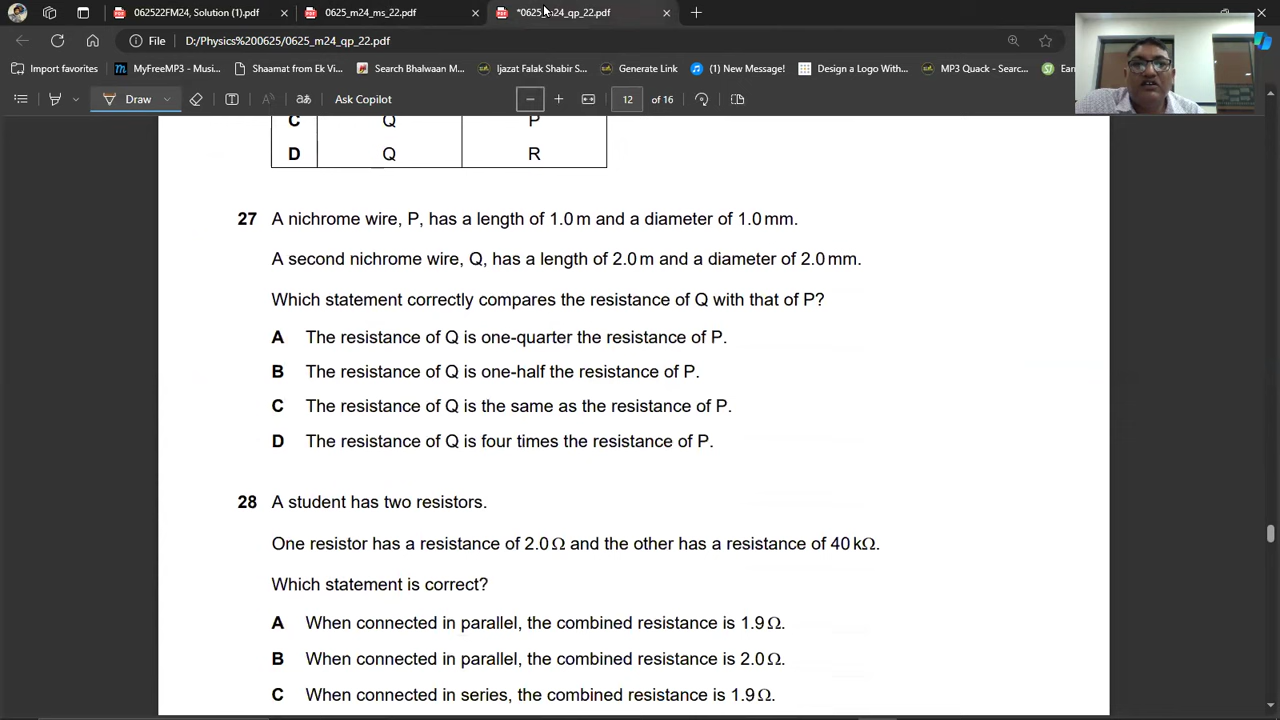 062522FM24, Solution (1).pdf
0625_m24_ms_22.pdf
*0625_m24_qp_22.pdf
File
D:/Physics%200625/0625_m24_qp_22.pdf
Import favorites
MyFreeMP3 - Musi...
Shaamat from Ek Vi...
Search Bhalwasa M...
Ijazat Falak Shabir S...
Generate Link
(1) New Message!
Design a Logo With...
MP3 Quack - Searc...
Draw
Ask Copilot
12 of 16
C Q P
D Q R
27 A nichrome wire, P, has a length of 1.0 m and a diameter of 1.0 mm.
A second nichrome wire, Q, has a length of 2.0 m and a diameter of 2.0 mm.
Which statement correctly compares the resistance of Q with that of P?
A The resistance of Q is one-quarter the resistance of P.
B The resistance of Q is one-half the resistance of P.
C The resistance of Q is the same as the resistance of P.
D The resistance of Q is four times the resistance of P.
28 A student has two resistors.
One resistor has a resistance of 2.0 Ω and the other has a resistance of 40 kΩ.
Which statement is correct?
A When connected in parallel, the combined resistance is 1.9 Ω.
B When connected in parallel, the combined resistance is 2.0 Ω.
C When connected in series, the combined resistance is 1.9 Ω.